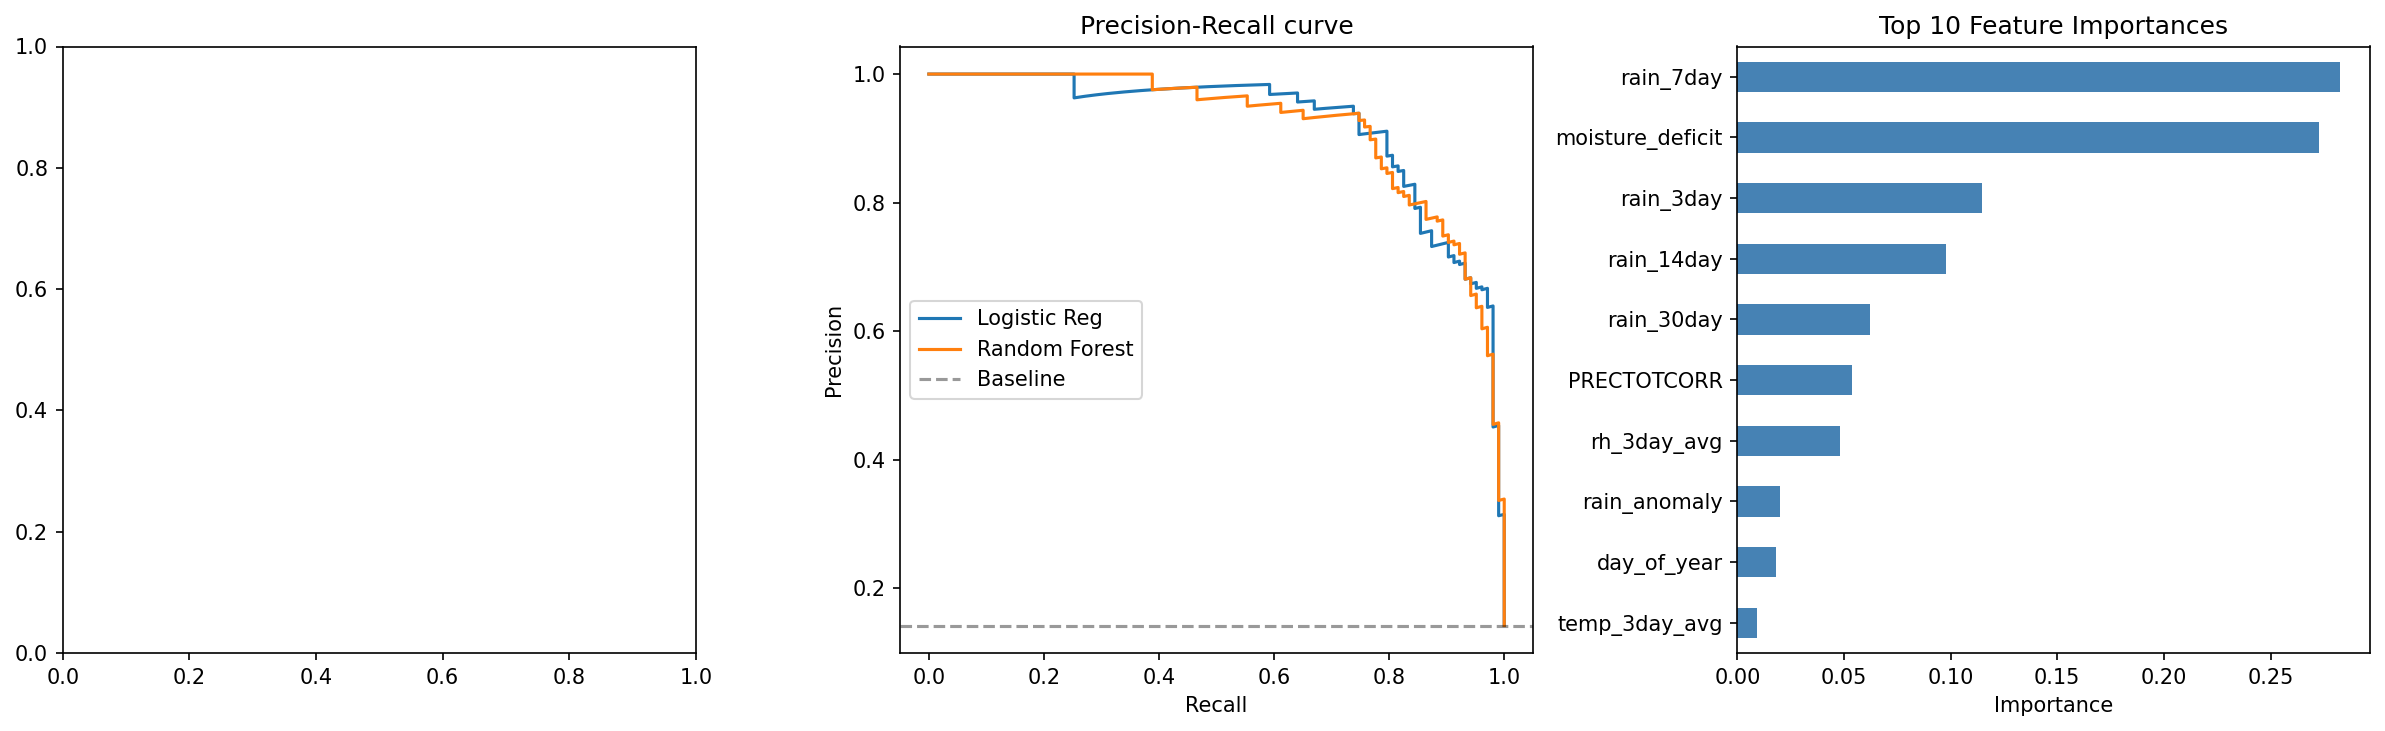 1.0
0.8
0.6
0.4
0.2
0.0
0.0 0.2 0.4 0.6 0.8 1.0
Precision-Recall curve
Precision
1.0
0.8
0.6
0.4
0.2
Logistic Reg
Random Forest
Baseline
0.0 0.2 0.4 0.6 0.8 1.0
Recall
Top 10 Feature Importances
rain_7day
moisture_deficit
rain_3day
rain_14day
rain_30day
PRECTOTCORR
rh_3day_avg
rain_anomaly
day_of_year
temp_3day_avg
0.00 0.05 0.10 0.15 0.20 0.25
Importance